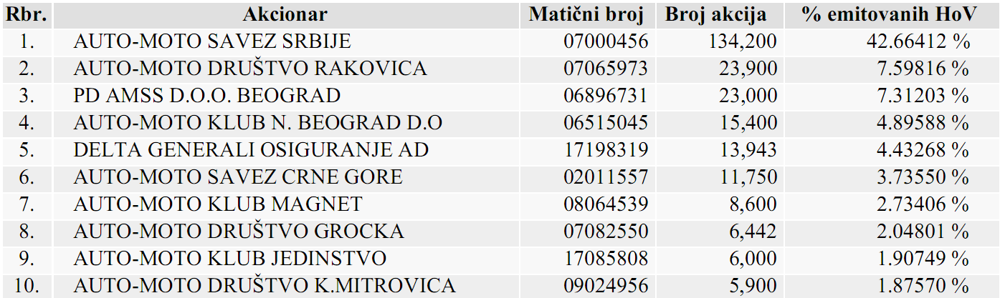 Rbr. Akcionar Matični broj Broj akcija % emitovanih HoV
1. AUTO-MOTO SAVEZ SRBIJE 07000456 134,200 42.66412 %
2. AUTO-MOTO DRUŠTVO RAKOVICA 07065973 23,900 7.59816 %
3. PD AMSS D.O.O. BEOGRAD 06896731 23,000 7.31203 %
4. AUTO-MOTO KLUB N. BEOGRAD D.O 06515045 15,400 4.89588 %
5. DELTA GENERALI OSIGURANJE AD 17198319 13,943 4.43268 %
6. AUTO-MOTO SAVEZ CRNE GORE 02011557 11,750 3.73550 %
7. AUTO-MOTO KLUB MAGNET 08064539 8,600 2.73406 %
8. AUTO-MOTO DRUŠTVO GROCKA 07082550 6,442 2.04801 %
9. AUTO-MOTO KLUB JEDINSTVO 17085808 6,000 1.90749 %
10. AUTO-MOTO DRUŠTVO K.MITROVICA 09024956 5,900 1.87570 %